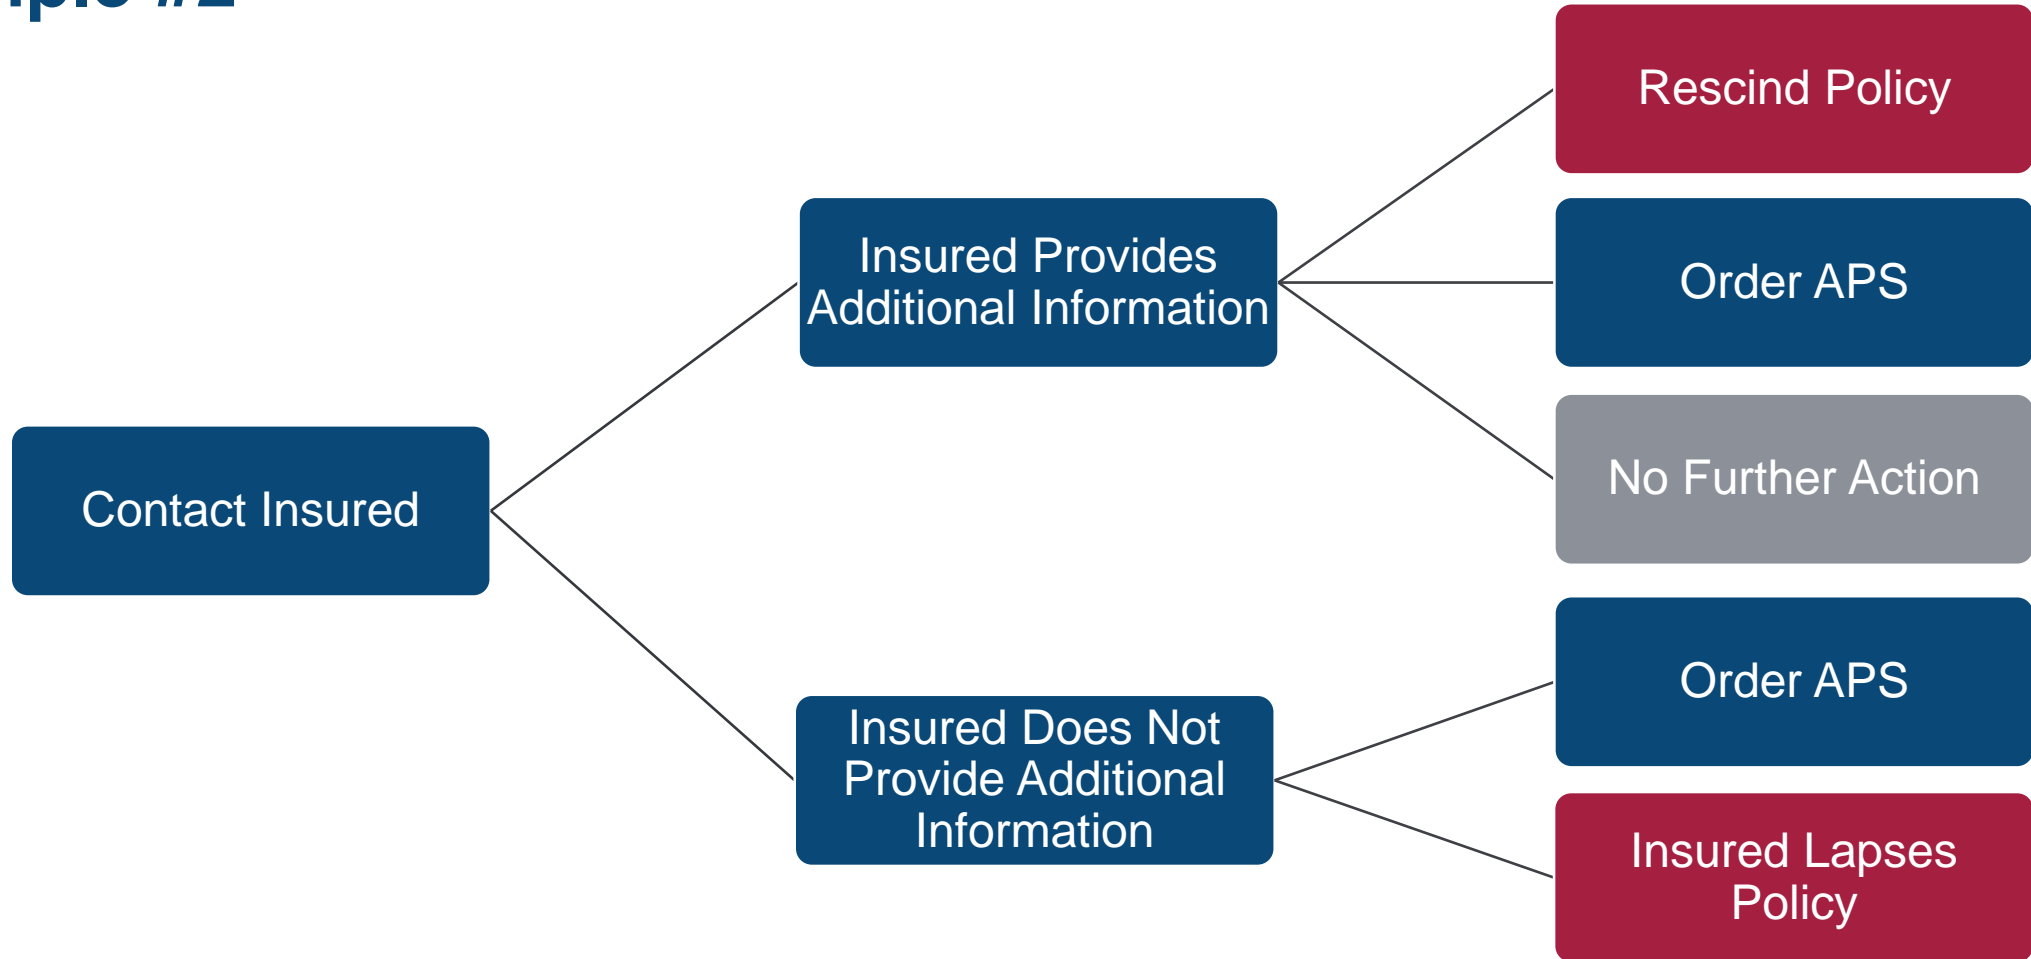 #2
Rescind Policy
Insured Provides
Additional Information
Order APS
No Further Action
Contact Insured
Order APS
Insured Does Not
Provide Additional
Information
Insured Lapses
Policy